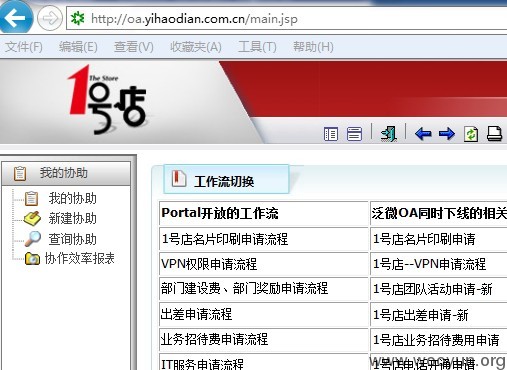 http://oa.yihaodian.com.cn/main.jsp
文件(F) 编辑(E) 查看(V) 收藏夹(A) 工具(T) 帮助(H)
The Store
1号店
我的协助
我的协助
新建协助
查询协助
协作效率报表
工作流切换
Portal开放的工作流 泛微OA同时下线的相关
1号店名片印刷申请流程 1号店名片印刷申请
VPN权限申请流程 1号店--VPN申请流程
部门建设费、部门奖励申请流程 1号店团队活动申请-新
出差申请流程 1号店出差申请-新
业务招待费申请流程 1号店业务招待费用申请
IT服务申请流程 1号店电话开通申请
www.wooyun.org